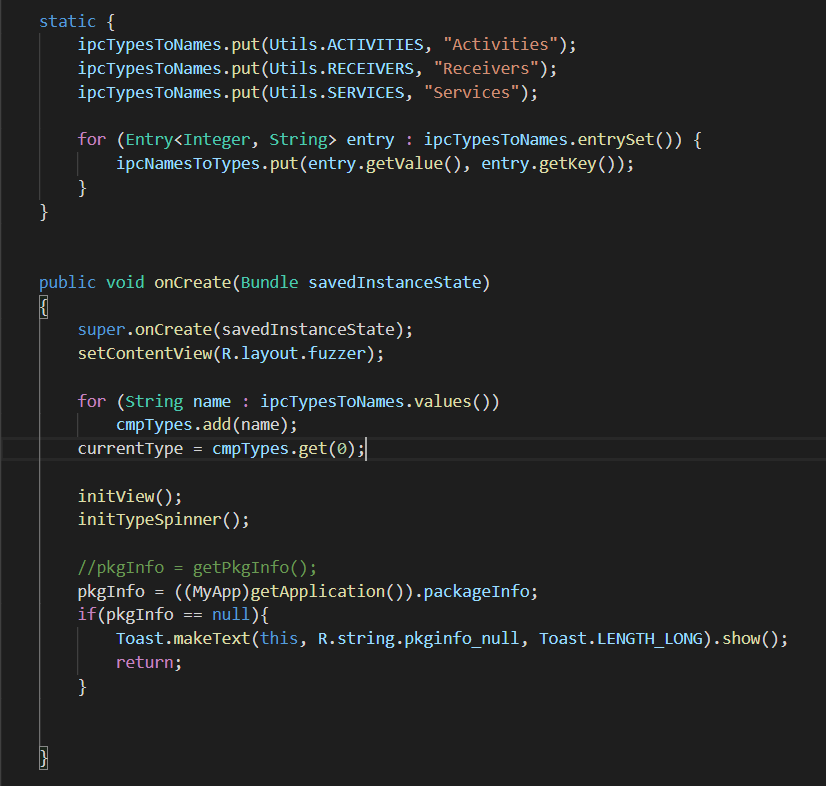 static {
ipcTypesToNames.put(Utils.ACTIVITIES, "Activities");
ipcTypesToNames.put(Utils.RECEIVERS, "Receivers");
ipcTypesToNames.put(Utils.SERVICES, "Services");
for (Entry<Integer, String> entry : ipcTypesToNames.entrySet()) {
ipcNamesToTypes.put(entry.getValue(), entry.getKey());
}
}
public void onCreate(Bundle savedInstanceState)
{
super.onCreate(savedInstanceState);
setContentView(R.layout.fuzzer);
for (String name : ipcTypesToNames.values())
cmpTypes.add(name);
currentType = cmpTypes.get(0);
initView();
initTypeSpinner();
//pkgInfo = getPkgInfo();
pkgInfo = ((MyApp)getApplication()).packageInfo;
if(pkgInfo == null){
Toast.makeText(this, R.string.pkginfo_null, Toast.LENGTH_LONG).show();
return;
}
}